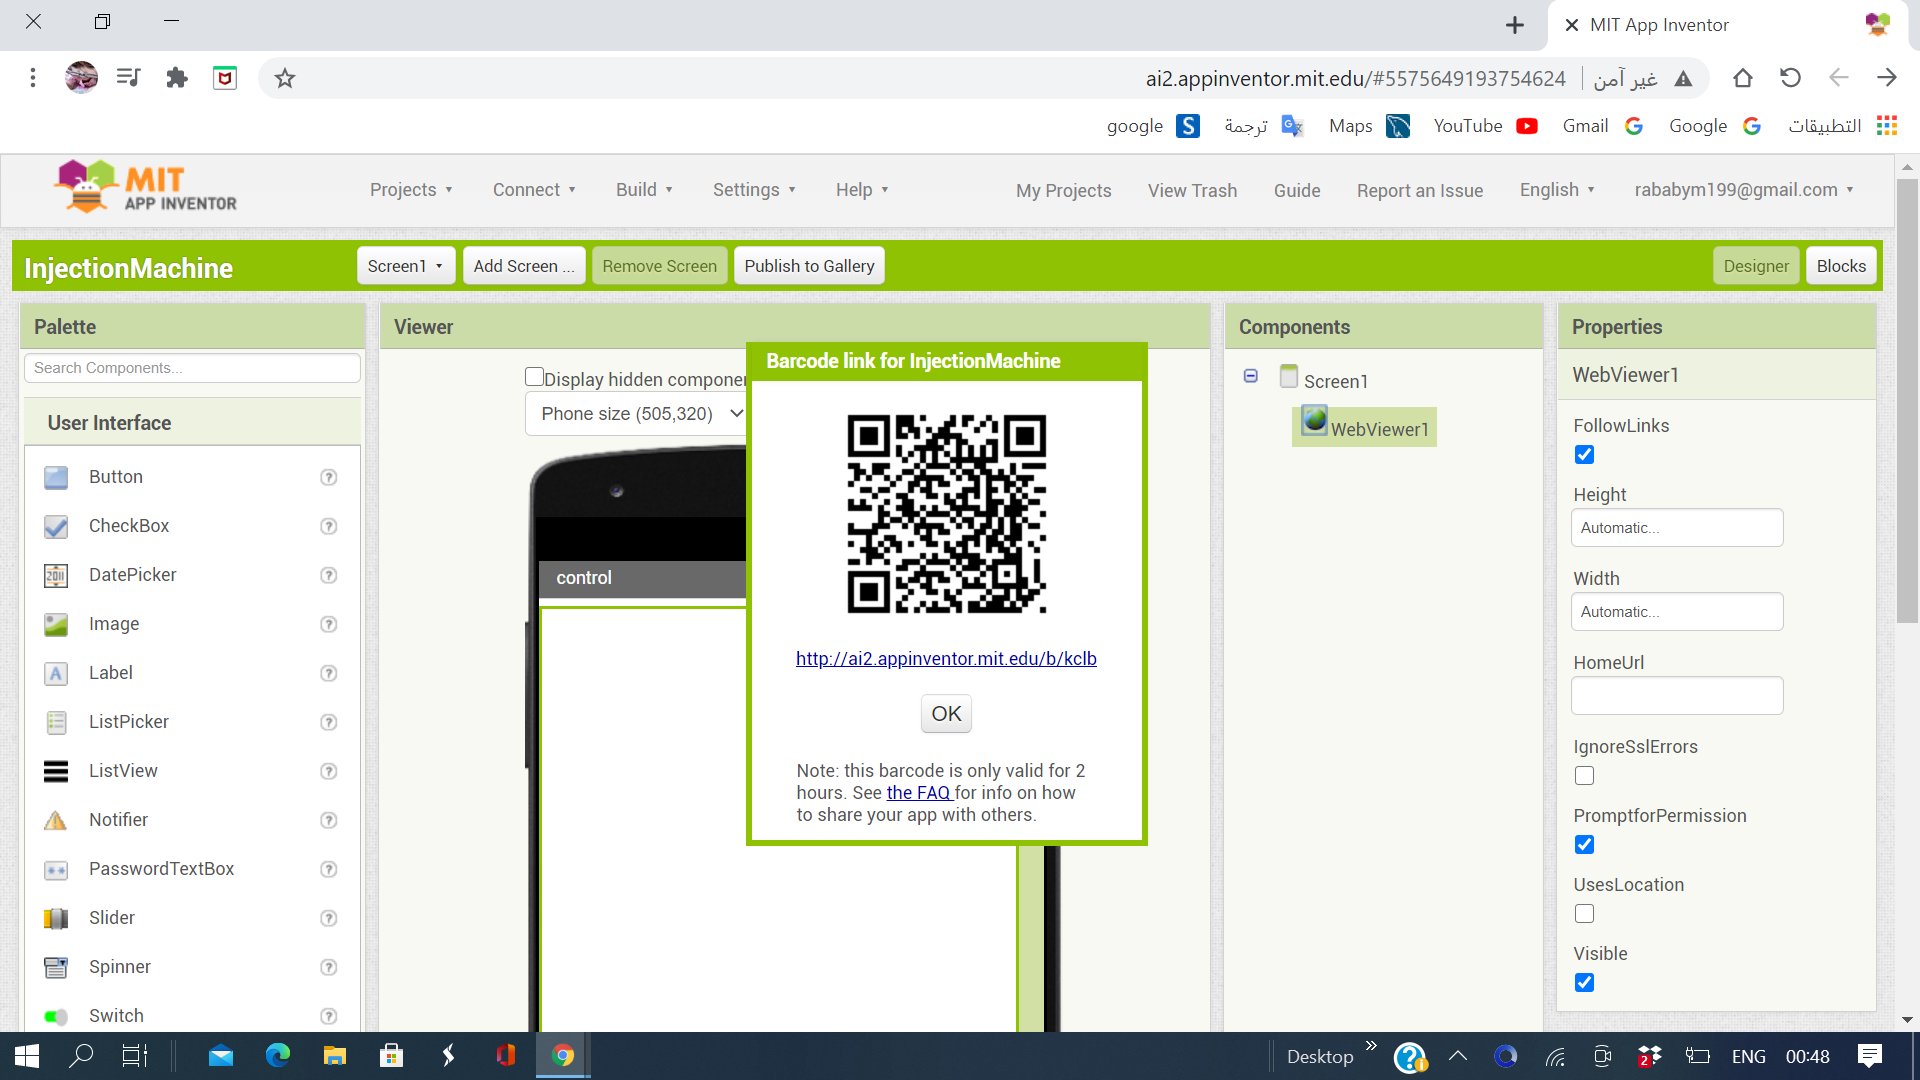 MIT App Inventor
ai2.appinventor.mit.edu/#5575649193754624
غير آمن
google
ترجمة
Maps
YouTube
Gmail
Google
التطبيقات
MIT
APP INVENTOR
Projects
Connect
Build
Settings
Help
My Projects
View Trash
Guide
Report an Issue
English
rababym199@gmail.com
InjectionMachine
Screen1
Add Screen ...
Remove Screen
Publish to Gallery
Designer
Blocks
Palette
Search Components...
User Interface
Button
CheckBox
DatePicker
Image
Label
ListPicker
ListView
Notifier
PasswordTextBox
Slider
Spinner
Switch
Viewer
Display hidden componen
Phone size (505,320)
control
Barcode link for InjectionMachine
http://ai2.appinventor.mit.edu/b/kclb
OK
Note: this barcode is only valid for 2
hours. See the FAQ for info on how
to share your app with others.
Components
Screen1
WebViewer1
Properties
WebViewer1
FollowLinks
Height
Automatic...
Width
Automatic...
HomeUrl
IgnoreSslErrors
PromptforPermission
UsesLocation
Visible
Desktop
2
ENG
00:48